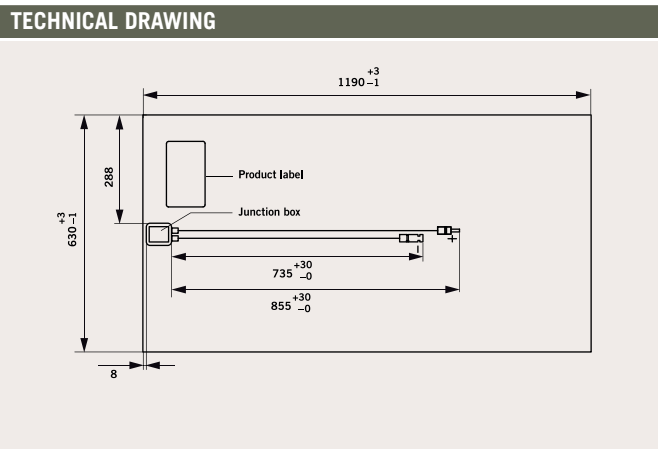 TECHNICAL DRAWING
1190 +3 −1
288
Product label
630 +3 −1
Junction box
+
−
735 +30 −0
855 +30 −0
8